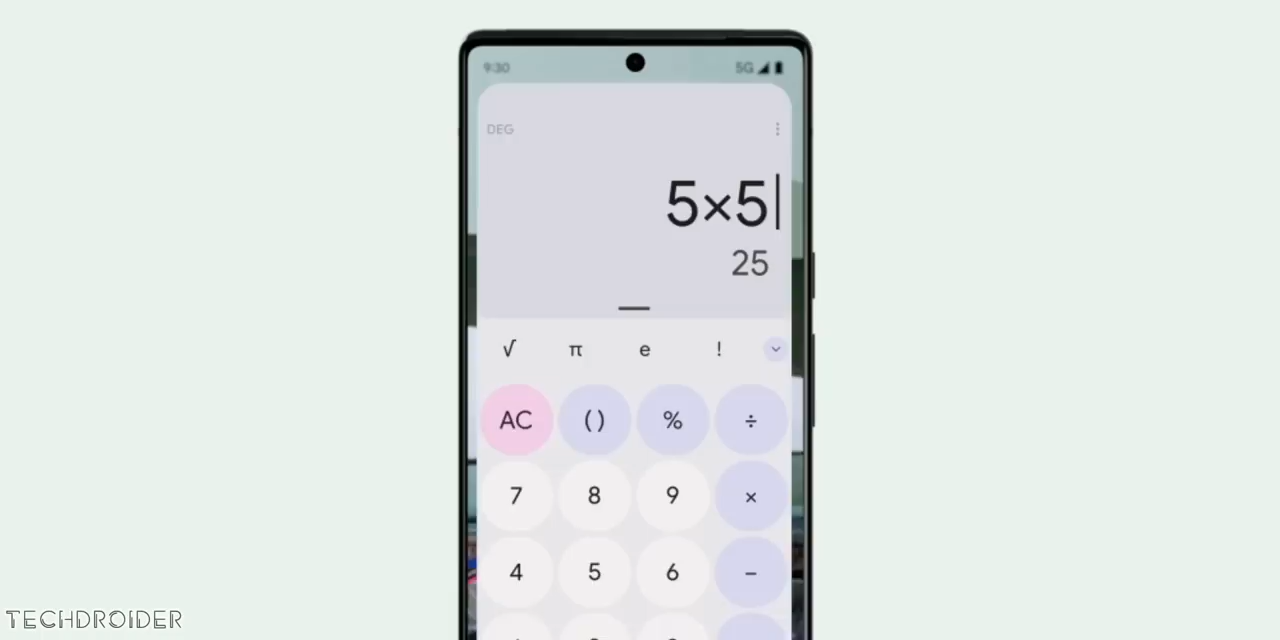 9:30 5G
DEG
5×5
25
√ π e !
AC () % ÷
7 8 9 ×
4 5 6 −
TECHDROIDER